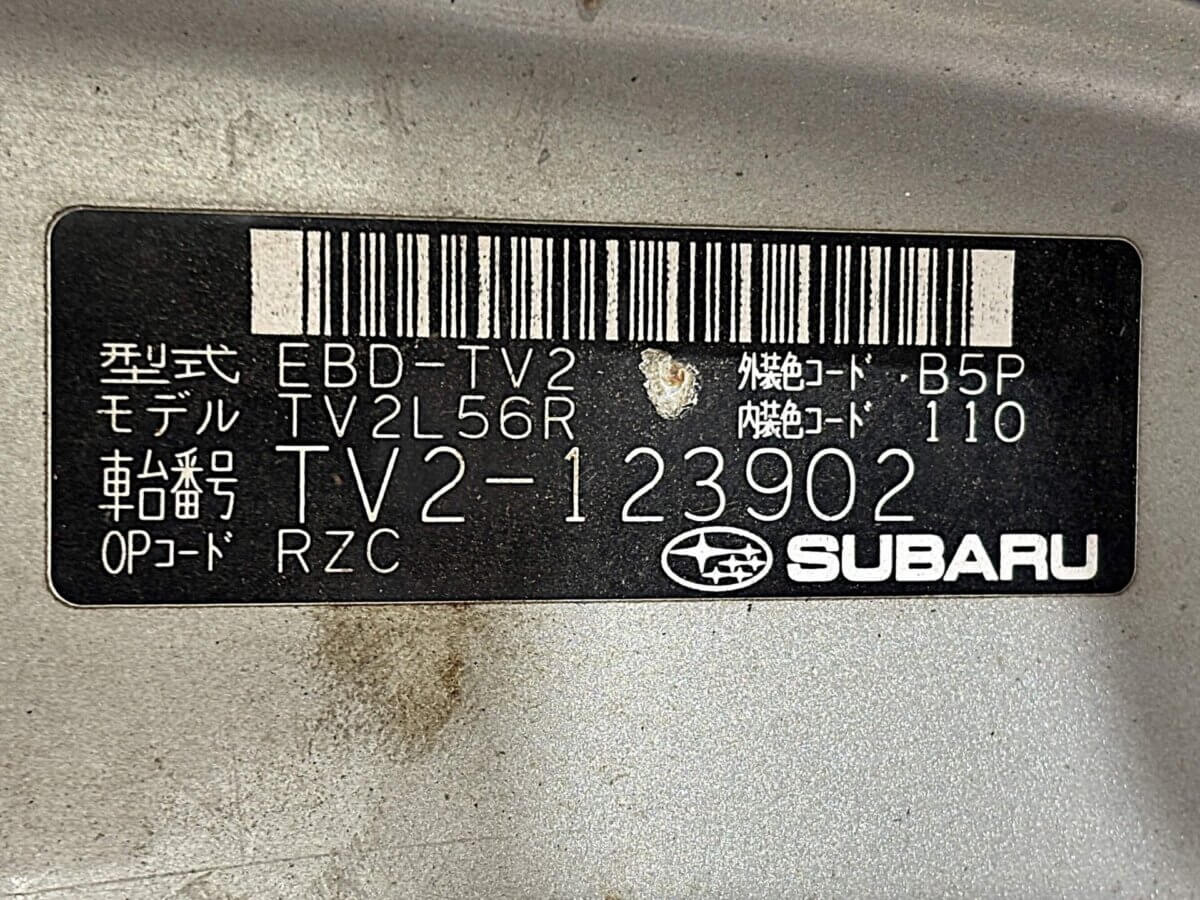 型式 EBD-TV2 外装色コード B5P
モデル TV2L56R 内装色コード 110
車台番号 TV2-123902
OPコード RZC SUBARU